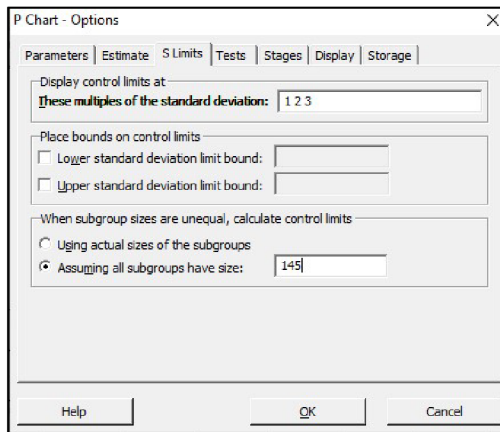 P Chart - Options
Parameters Estimate S Limits Tests Stages Display Storage
Display control limits at
These multiples of the standard deviation: 1 2 3
Place bounds on control limits
Lower standard deviation limit bound:
Upper standard deviation limit bound:
When subgroup sizes are unequal, calculate control limits
Using actual sizes of the subgroups
Assuming all subgroups have size: 145
Help OK Cancel